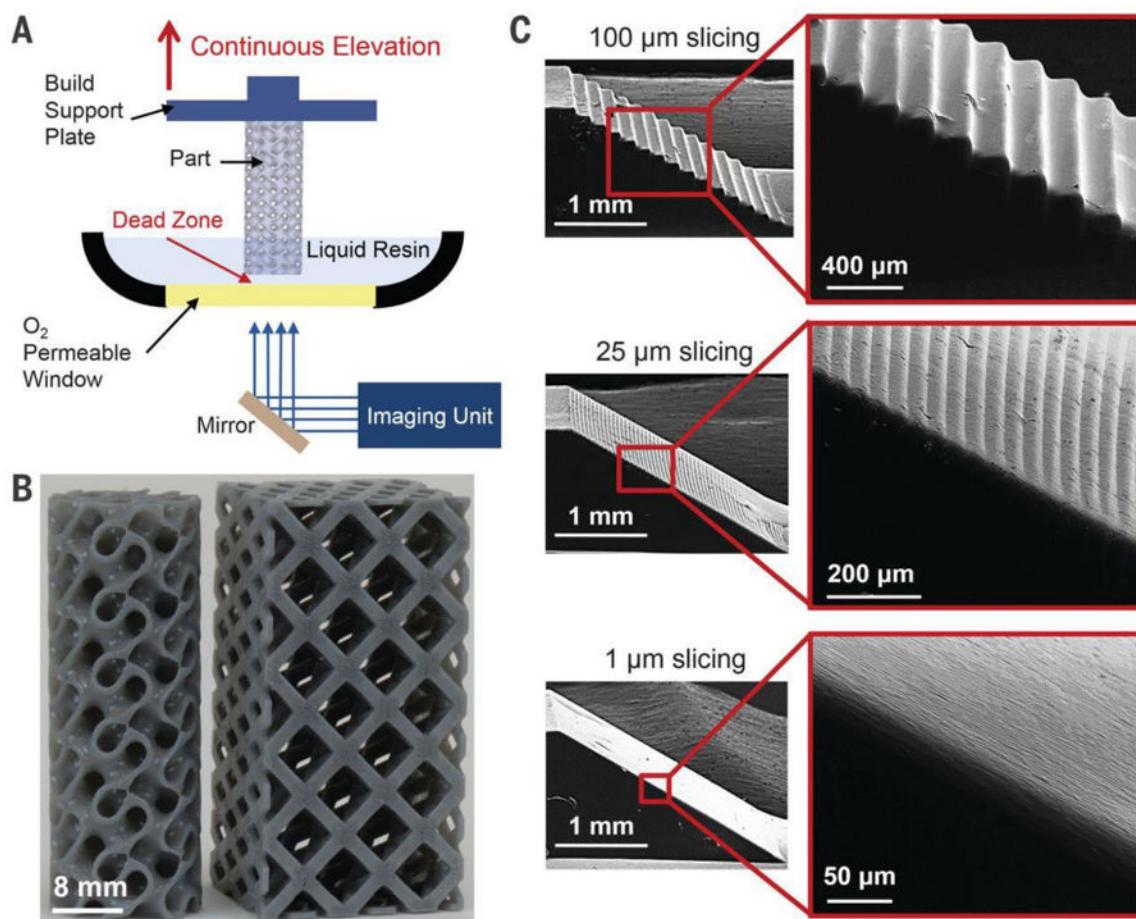 A
Continuous Elevation
Build
Support
Plate
Part
Dead Zone
Liquid Resin
O₂
Permeable
Window
Mirror
Imaging Unit
B
8 mm
C
100 µm slicing
1 mm
400 µm
25 µm slicing
1 mm
200 µm
1 µm slicing
1 mm
50 µm